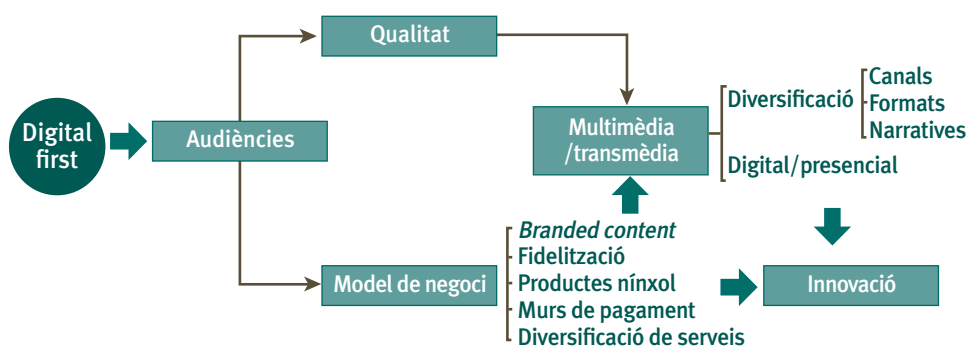 Digital
first
Audiències
Qualitat
Model de negoci
Branded content
Fidelització
Productes nínxol
Murs de pagament
Diversificació de serveis
Multimèdia
/transmèdia
Diversificació
Canals
Formats
Narratives
Digital/presencial
Innovació